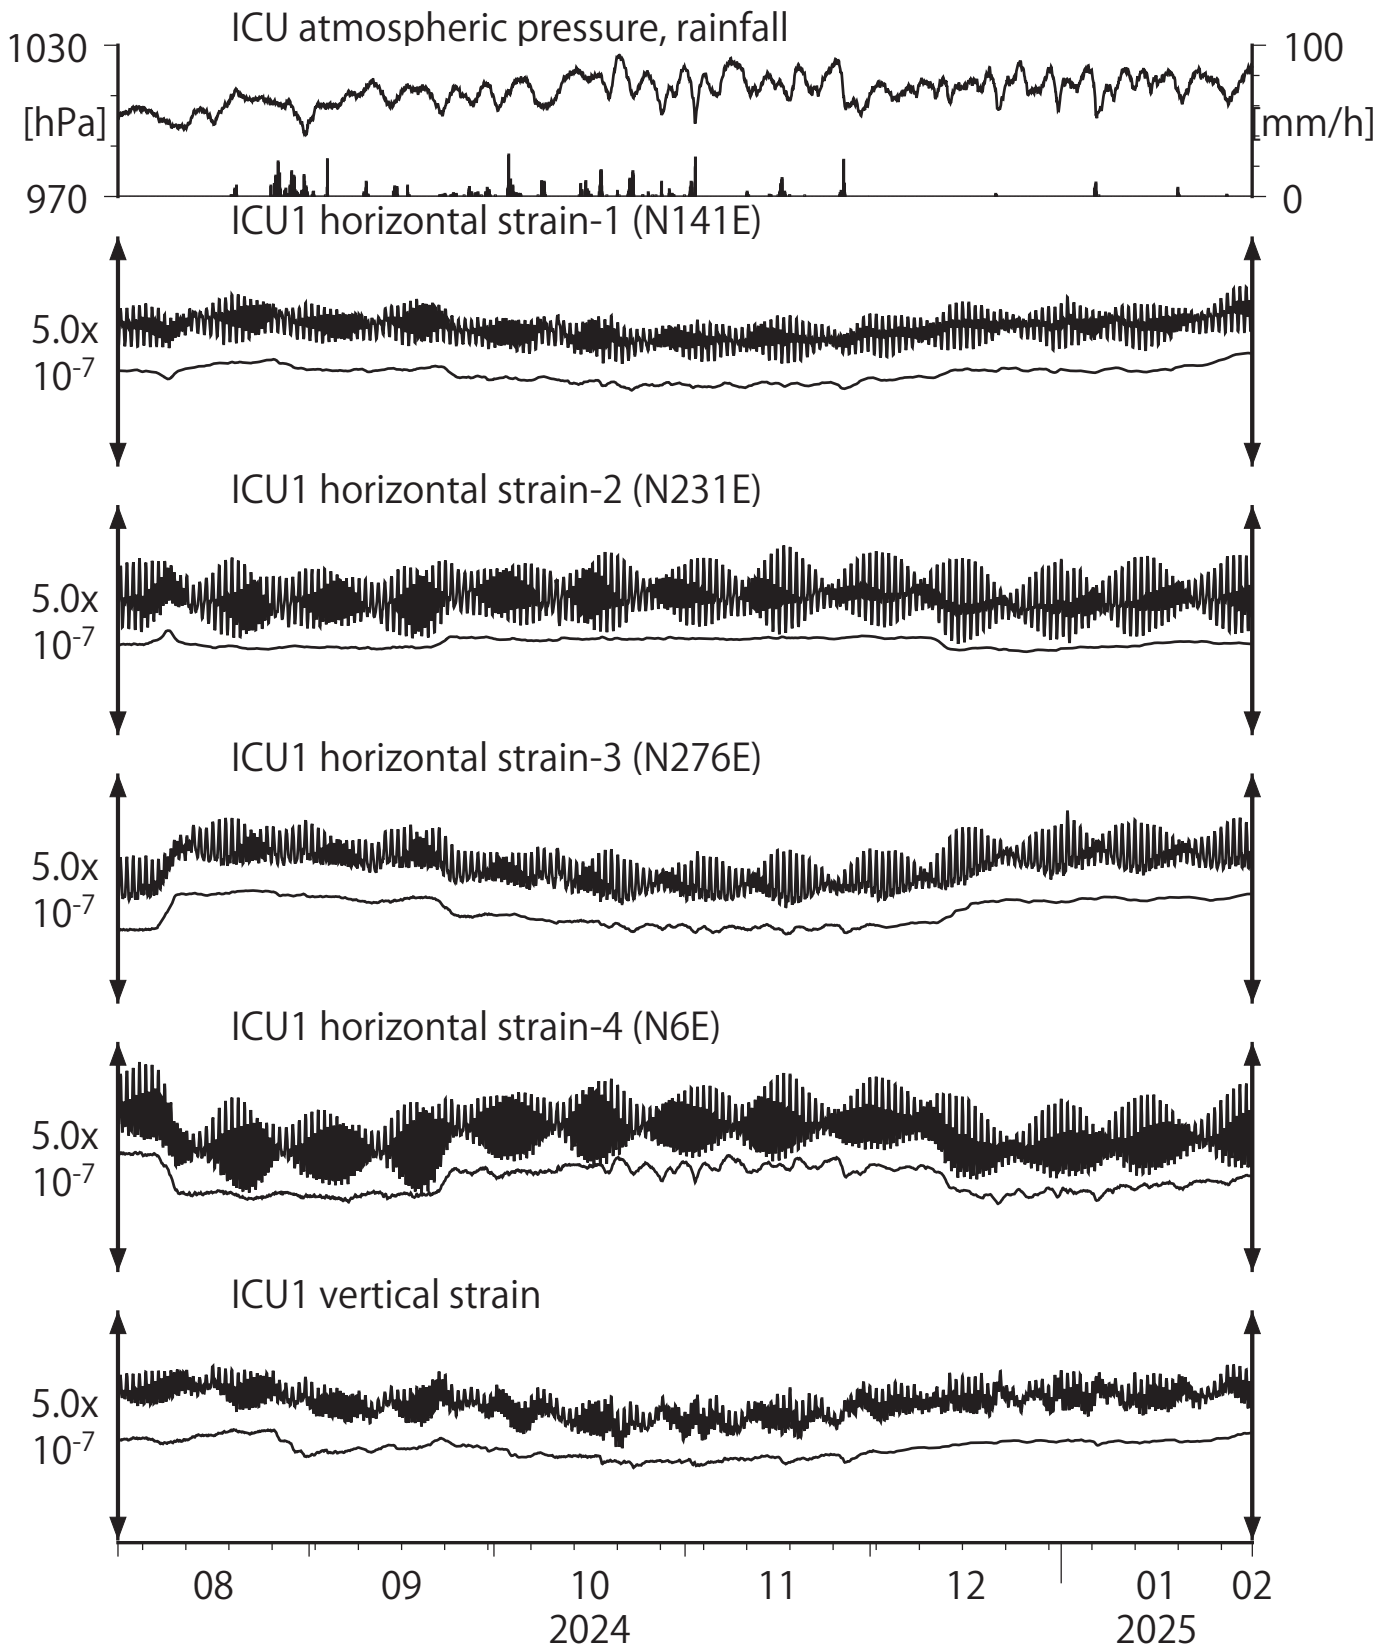 ICU atmospheric pressure, rainfall
1030 100
[hPa] [mm/h]
970 0
ICU1 horizontal strain-1 (N141E)
5.0x
10-7
ICU1 horizontal strain-2 (N231E)
5.0x
10-7
ICU1 horizontal strain-3 (N276E)
5.0x
10-7
ICU1 horizontal strain-4 (N6E)
5.0x
10-7
ICU1 vertical strain
5.0x
10-7
08 09 10 11 12 01 02
2024 2025